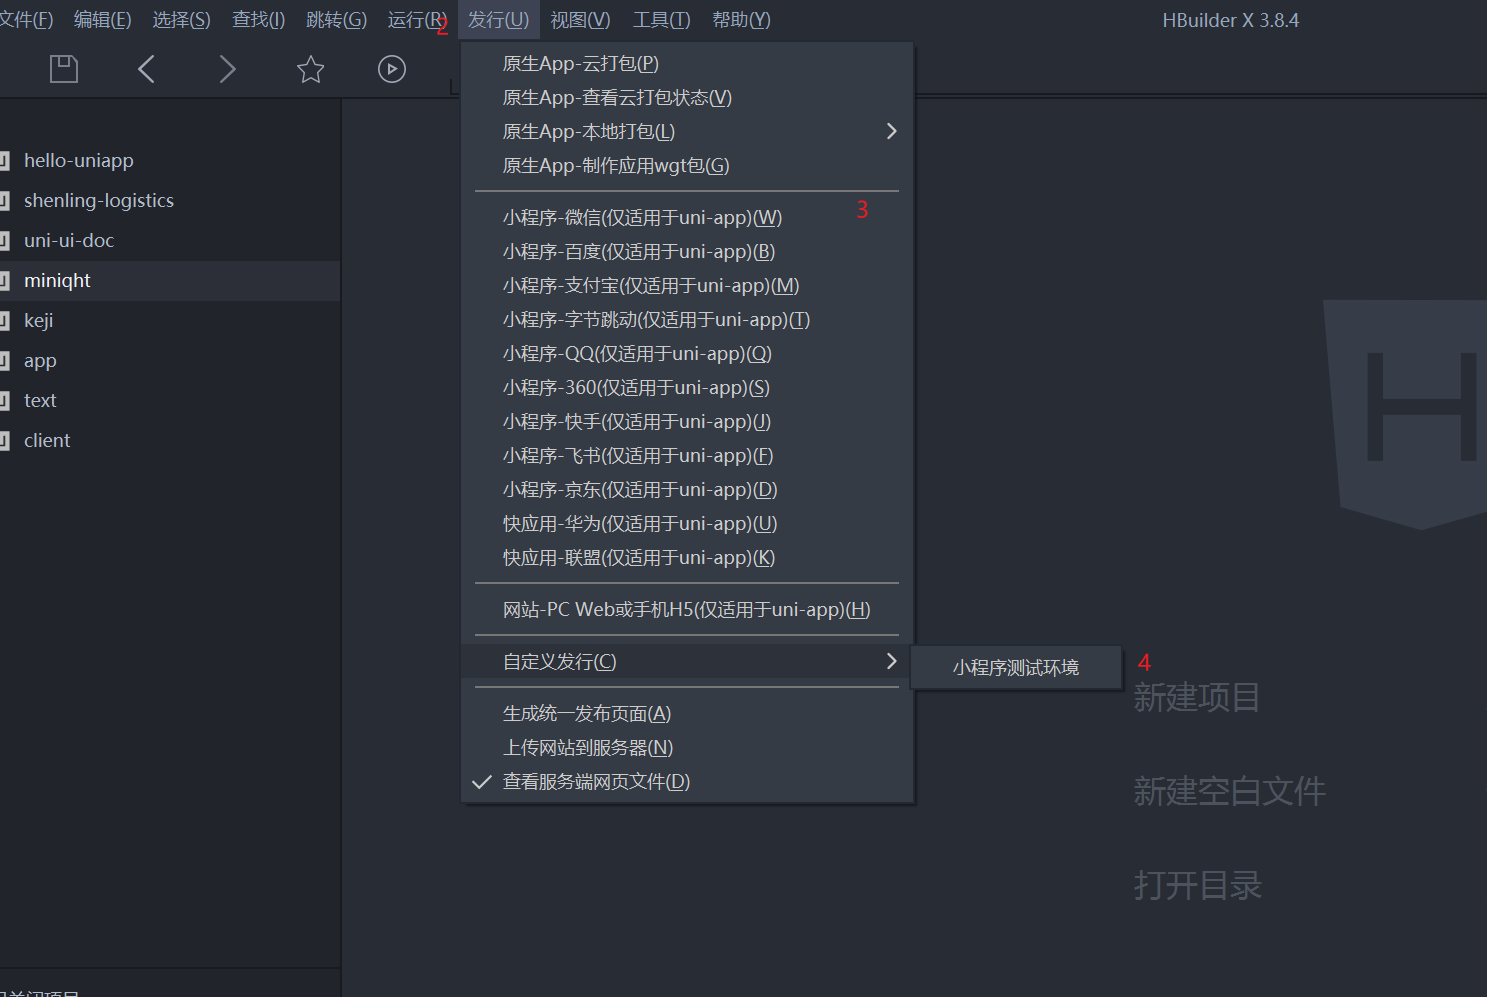 文件(F) 编辑(E) 选择(S) 查找(I) 跳转(G) 运行(R) 2 发行(U) 视图(V) 工具(T) 帮助(Y) HBuilder X 3.8.4
hello-uniapp
shenling-logistics
uni-ui-doc
miniqht
keji
app
text
client
原生App-云打包(P)
原生App-查看云打包状态(V)
原生App-本地打包(L)
原生App-制作应用wgt包(G)
小程序-微信(仅适用于uni-app)(W) 3
小程序-百度(仅适用于uni-app)(B)
小程序-支付宝(仅适用于uni-app)(M)
小程序-字节跳动(仅适用于uni-app)(T)
小程序-QQ(仅适用于uni-app)(Q)
小程序-360(仅适用于uni-app)(S)
小程序-快手(仅适用于uni-app)(J)
小程序-飞书(仅适用于uni-app)(F)
小程序-京东(仅适用于uni-app)(D)
快应用-华为(仅适用于uni-app)(U)
快应用-联盟(仅适用于uni-app)(K)
网站-PC Web或手机H5(仅适用于uni-app)(H)
自定义发行(C)
小程序测试环境 4
生成统一发布页面(A)
上传网站到服务器(N)
查看服务端网页文件(D)
H
新建项目
新建空白文件
打开目录